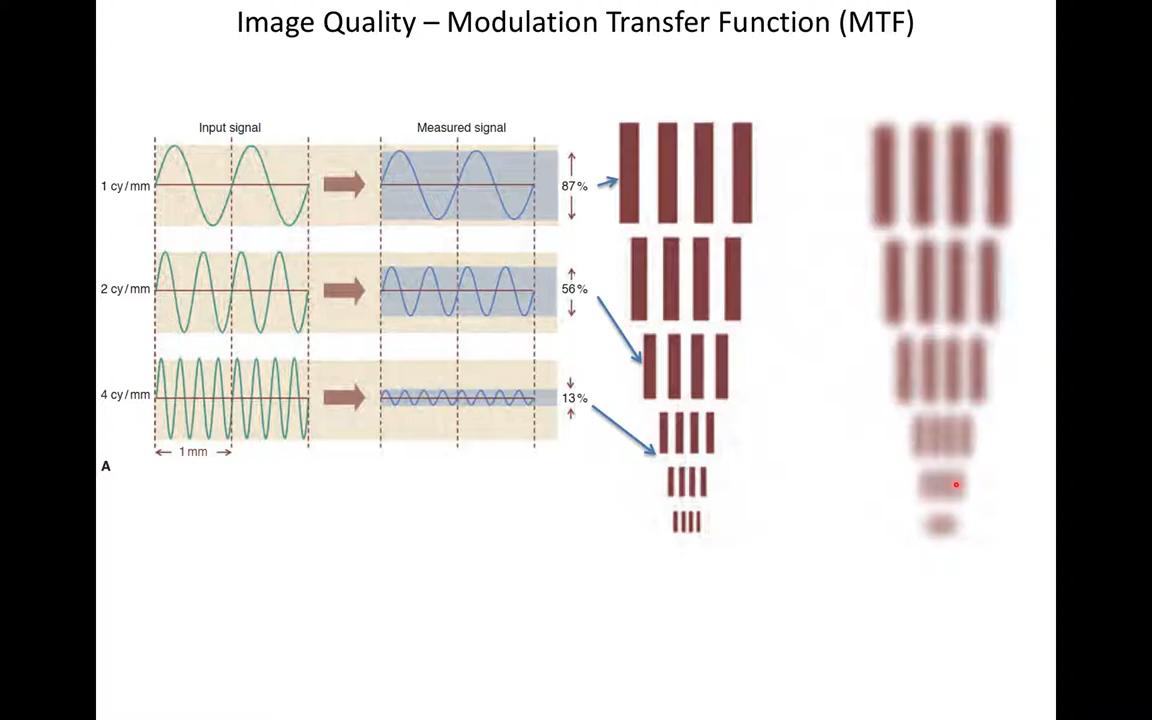 Image Quality – Modulation Transfer Function (MTF)
Input signal
Measured signal
1 cy/mm
87%
2 cy/mm
56%
4 cy/mm
13%
1 mm
A